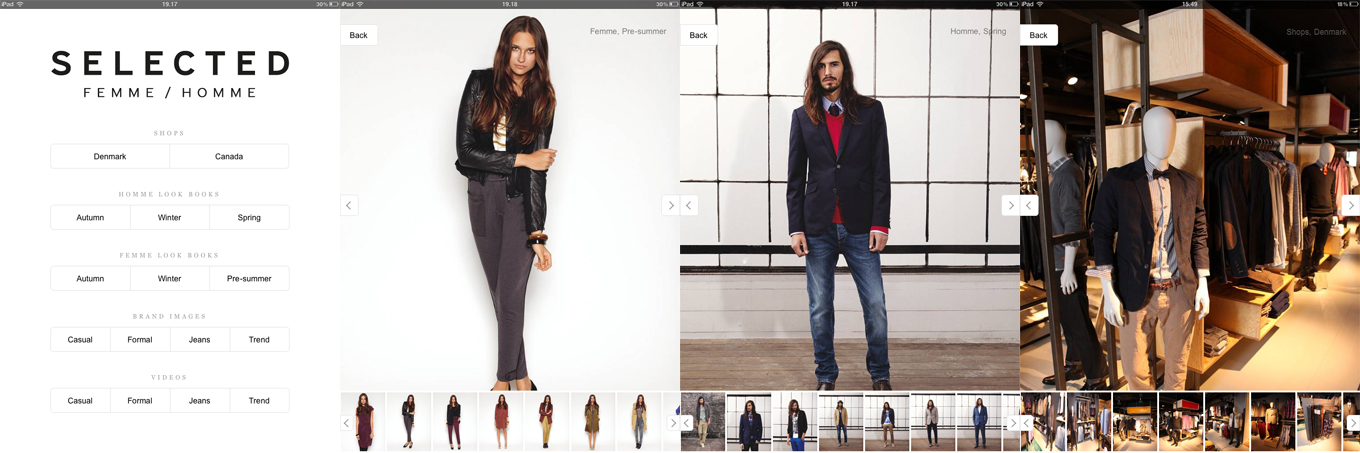 iPad 19.17 30%
SELECTED
FEMME / HOMME
SHOPS
Denmark Canada
HOMME LOOK BOOKS
Autumn Winter Spring
FEMME LOOK BOOKS
Autumn Winter Pre-summer
BRAND IMAGES
Casual Formal Jeans Trend
VIDEOS
Casual Formal Jeans Trend
iPad 19.18 30%
Back Femme, Pre-summer
iPad 19.17 30%
Back Homme, Spring
iPad 15.49 18%
Back Shops, Denmark